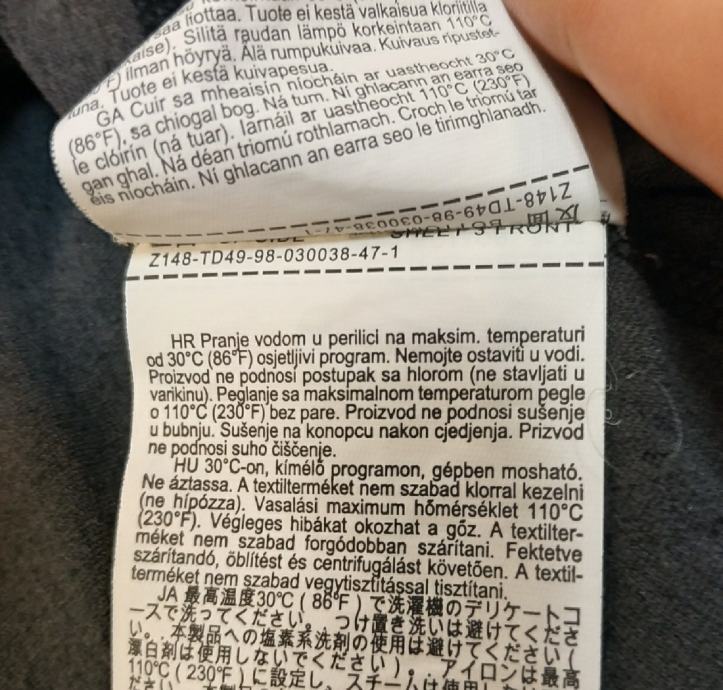 saa liottaa. Tuote ei kestä valkaisua kloriitilla
(kaise). Silitä raudan lämpö korkeintaan 110°C
F) ilman höyryä. Älä rumpukuivaa. Kuivaus ripustet-
tuna. Tuote ei kestä kuivapesua.
GA Cuir sa mheaisín níocháin ar uastheocht 30°C
(86°F), sa chiogal bog. Ná tum. Ní ghlacann an earra seo
le clóirín (ná tuar). Iarnáil ar uastheocht 110°C (230°F)
gan ghal. Ná déan triomú rothlamach. Croch le triomú tar
éis níocháin. Ní ghlacann an earra seo le tirimghlanadh.
Z148-TD49-98-030038-47-1
反面
Z148-TD49-98-030038-47-1
HR Pranje vodom u perilici na maksim. temperaturi
od 30°C (86°F) osjetljivi program. Nemojte ostaviti u vodi.
Proizvod ne podnosi postupak sa hlorom (ne stavljati u
varikinu). Peglanje sa maksimalnom temperaturom pegle
o 110°C (230°F) bez pare. Proizvod ne podnosi sušenje
u bubnju. Sušenje na konopcu nakon cjedjenja. Prizvod
ne podnosi suho čiščenje.
HU 30°C-on, kímélő programon, gépben mosható.
Ne áztassa. A textilterméket nem szabad klorral kezelni
(ne hípózza). Vasalási maximum hőmérséklet 110°C
(230°F). Végleges hibákat okozhat a gőz. A textilter-
méket nem szabad forgódobban szárítani. Fektetve
szárítandó, öblítést és centrifugálást követően. A textil-
terméket nem szabad vegytisztítással tisztítani.
JA 最高温度30°C ( 86°F ) で洗濯機のデリケートコ
ースで洗ってください。. つけ置き洗いは避けてくださ
い。. 本製品への塩素系洗剤の使用は避けてください (
漂白剤は使用しないでください ) 。. アイロンは最高
110°C ( 230°F ) に設定し、スチームは使用し